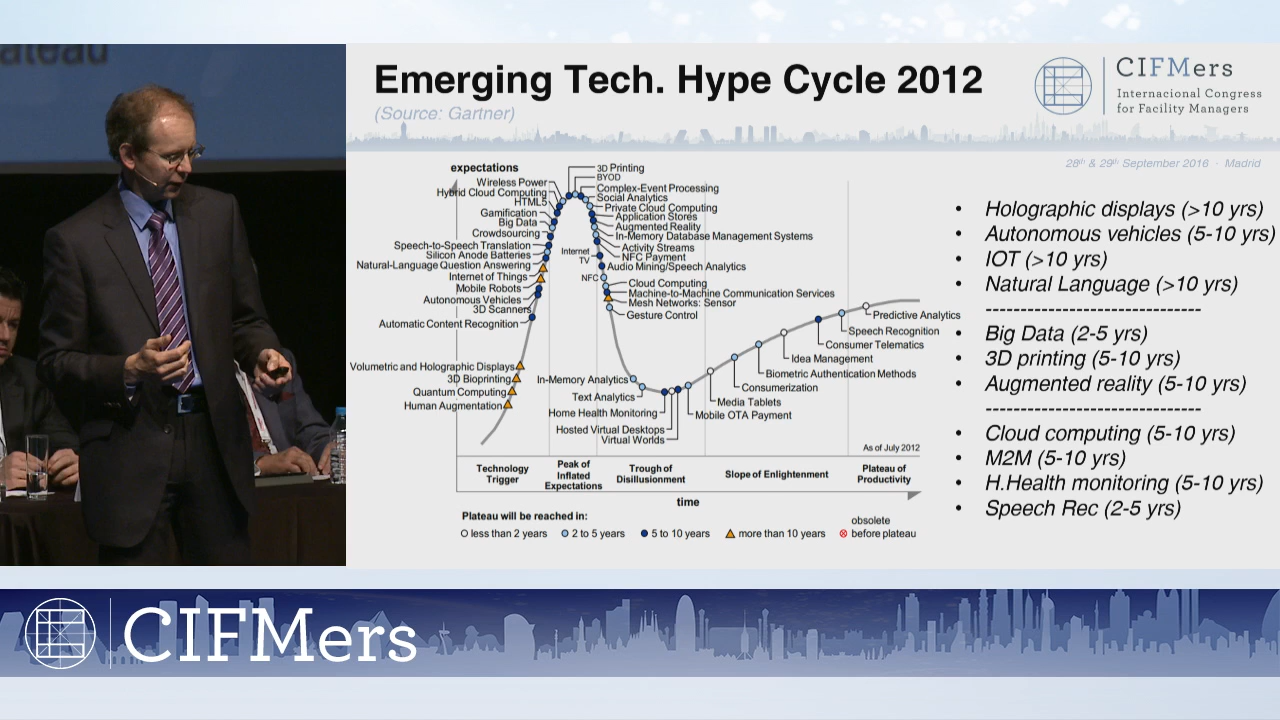 ateau
Emerging Tech. Hype Cycle 2012
(Source: Gartner)
CIFMers
Internacional Congress
for Facility Managers
28th & 29th September 2016 · Madrid
expectations
3D Printing
BYOD
Wireless Power
Complex-Event Processing
Hybrid Cloud Computing
Social Analytics
HTML5
Private Cloud Computing
Gamification
Application Stores
Big Data
Augmented Reality
Crowdsourcing
In-Memory Database Management Systems
Speech-to-Speech Translation
Activity Streams
Silicon Anode Batteries
Internet
TV
NFC Payment
Natural-Language Question Answering
Audio Mining/Speech Analytics
Internet of Things
NFC
Cloud Computing
Mobile Robots
Machine-to-Machine Communication Services
Autonomous Vehicles
Mesh Networks: Sensor
3D Scanners
Gesture Control
Automatic Content Recognition
Predictive Analytics
Speech Recognition
Consumer Telematics
Idea Management
Volumetric and Holographic Displays
Biometric Authentication Methods
3D Bioprinting
In-Memory Analytics
Consumerization
Quantum Computing
Text Analytics
Media Tablets
Human Augmentation
Home Health Monitoring
Mobile OTA Payment
Hosted Virtual Desktops
Virtual Worlds
As of July 2012
Technology
Trigger
Peak of
Inflated
Expectations
Trough of
Disillusionment
Slope of Enlightenment
Plateau of
Productivity
time
Plateau will be reached in:
less than 2 years
2 to 5 years
5 to 10 years
more than 10 years
obsolete
before plateau
• Holographic displays (>10 yrs)
• Autonomous vehicles (5-10 yrs)
• IOT (>10 yrs)
• Natural Language (>10 yrs)
-------------------------------
• Big Data (2-5 yrs)
• 3D printing (5-10 yrs)
• Augmented reality (5-10 yrs)
-------------------------------
• Cloud computing (5-10 yrs)
• M2M (5-10 yrs)
• H.Health monitoring (5-10 yrs)
• Speech Rec (2-5 yrs)
CIFMers